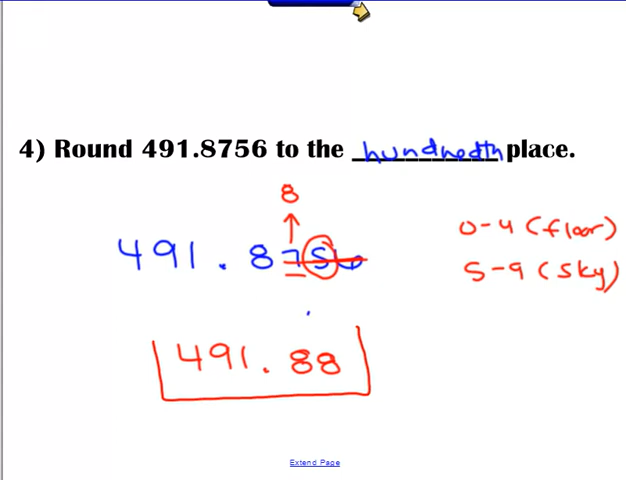 4) Round 491.8756 to the hundredth place.
8
491.8756
0-4 (floor)
5-9 (sky)
491.88
Extend Page